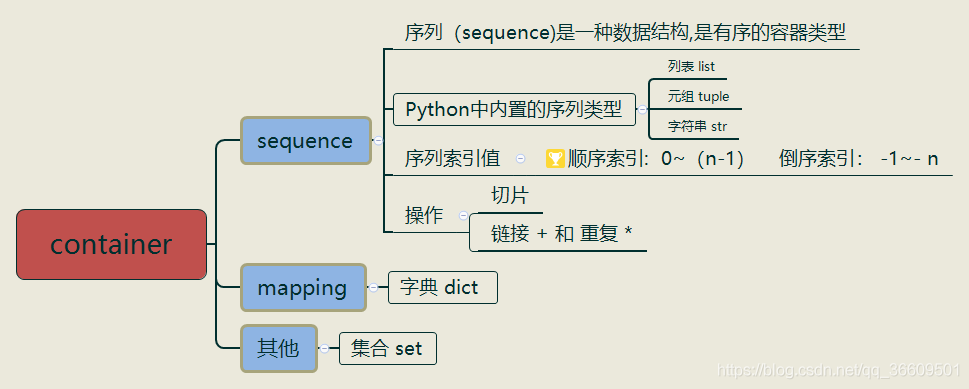 container
sequence
序列（sequence)是一种数据结构,是有序的容器类型
Python中内置的序列类型
列表 list
元组 tuple
字符串 str
序列索引值
顺序索引：0~（n-1） 倒序索引： -1~- n
操作
切片
链接 + 和 重复 *
mapping
字典 dict
其他
集合 set
https://blog.csdn.net/qq_36609501